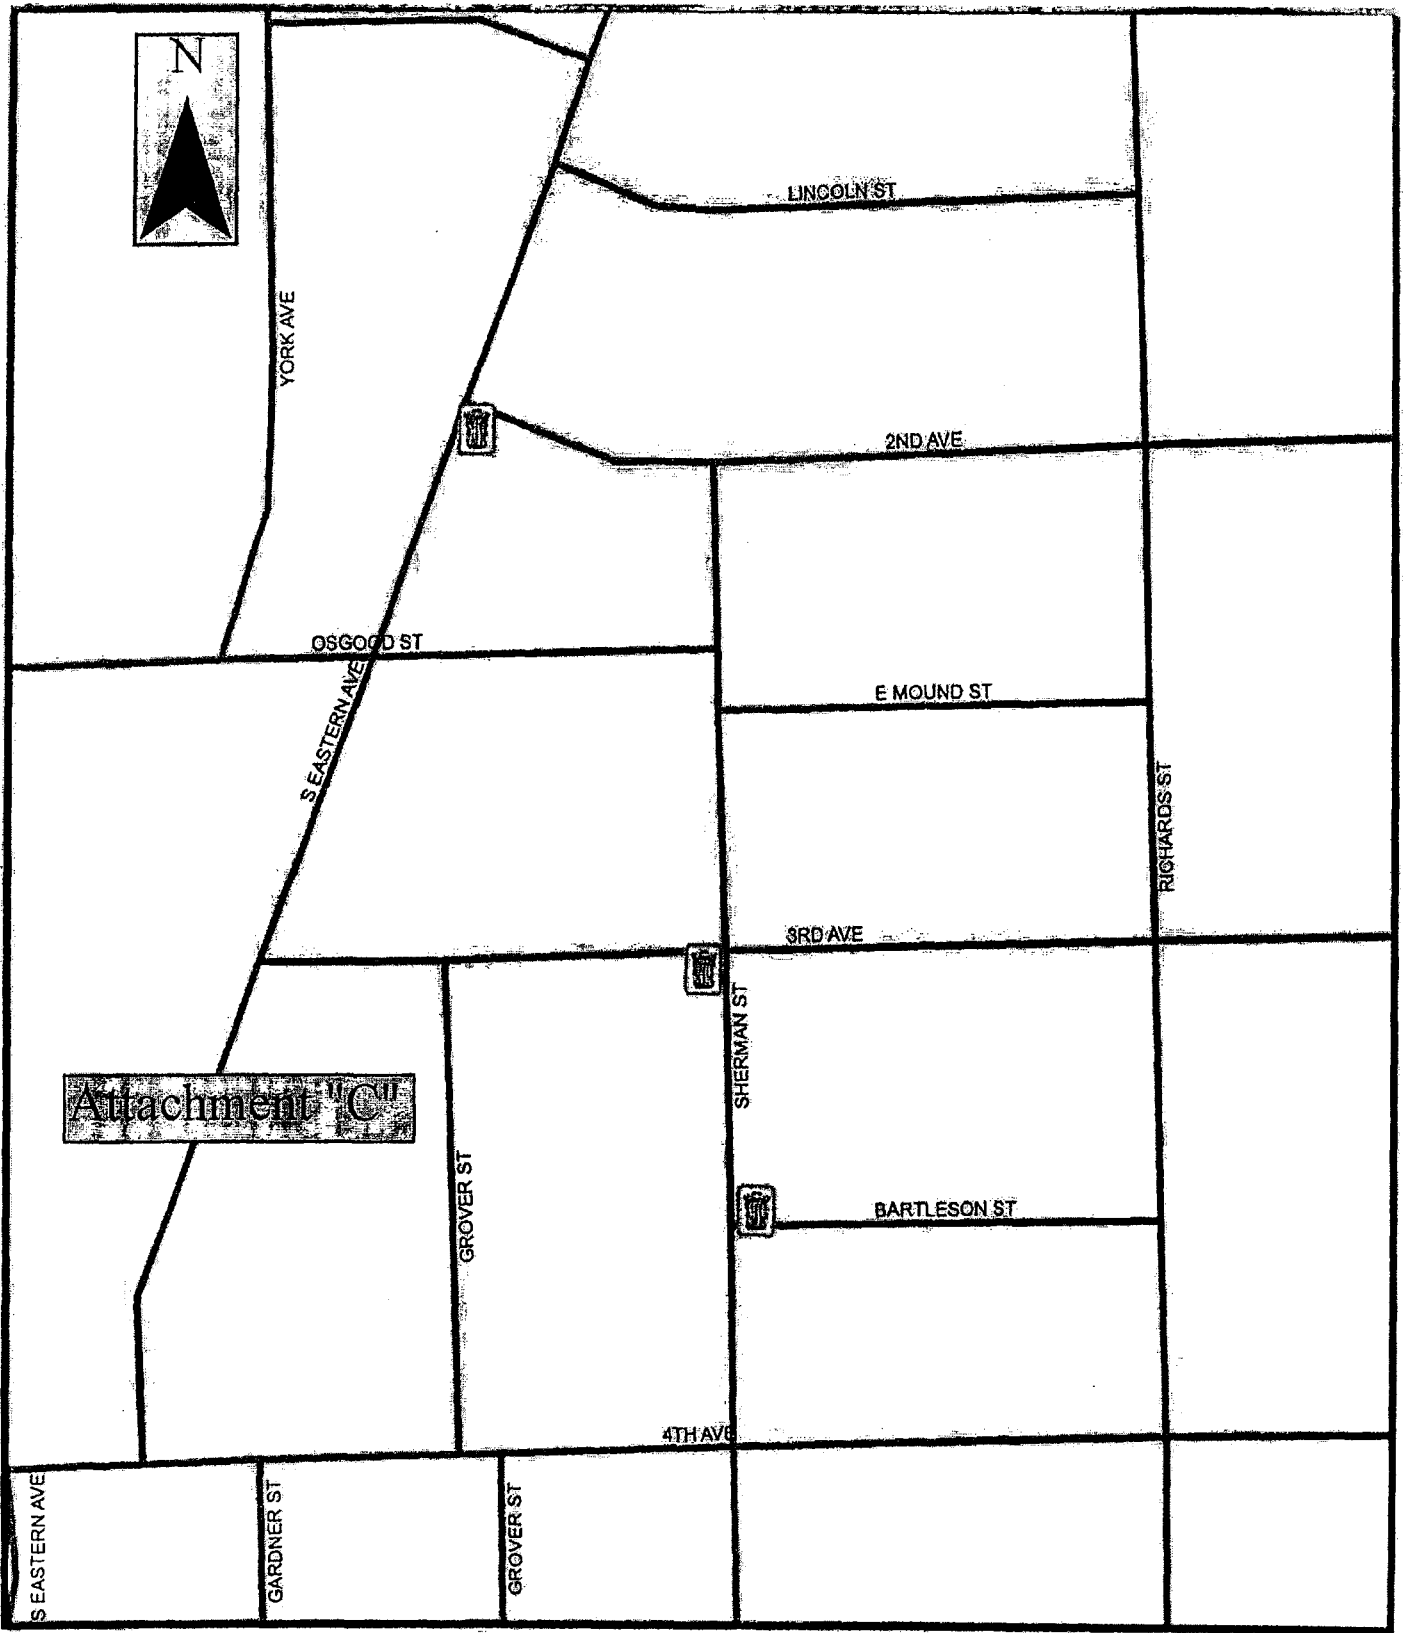 N
LINCOLN ST
YORK AVE
2ND AVE
OSGOOD ST
S EASTERN AVE
E MOUND ST
RICHARDS ST
3RD AVE
SHERMAN ST
Attachment "C"
GROVER ST
BARTLESON ST
4TH AVE
S EASTERN AVE
GARDNER ST
GROVER ST